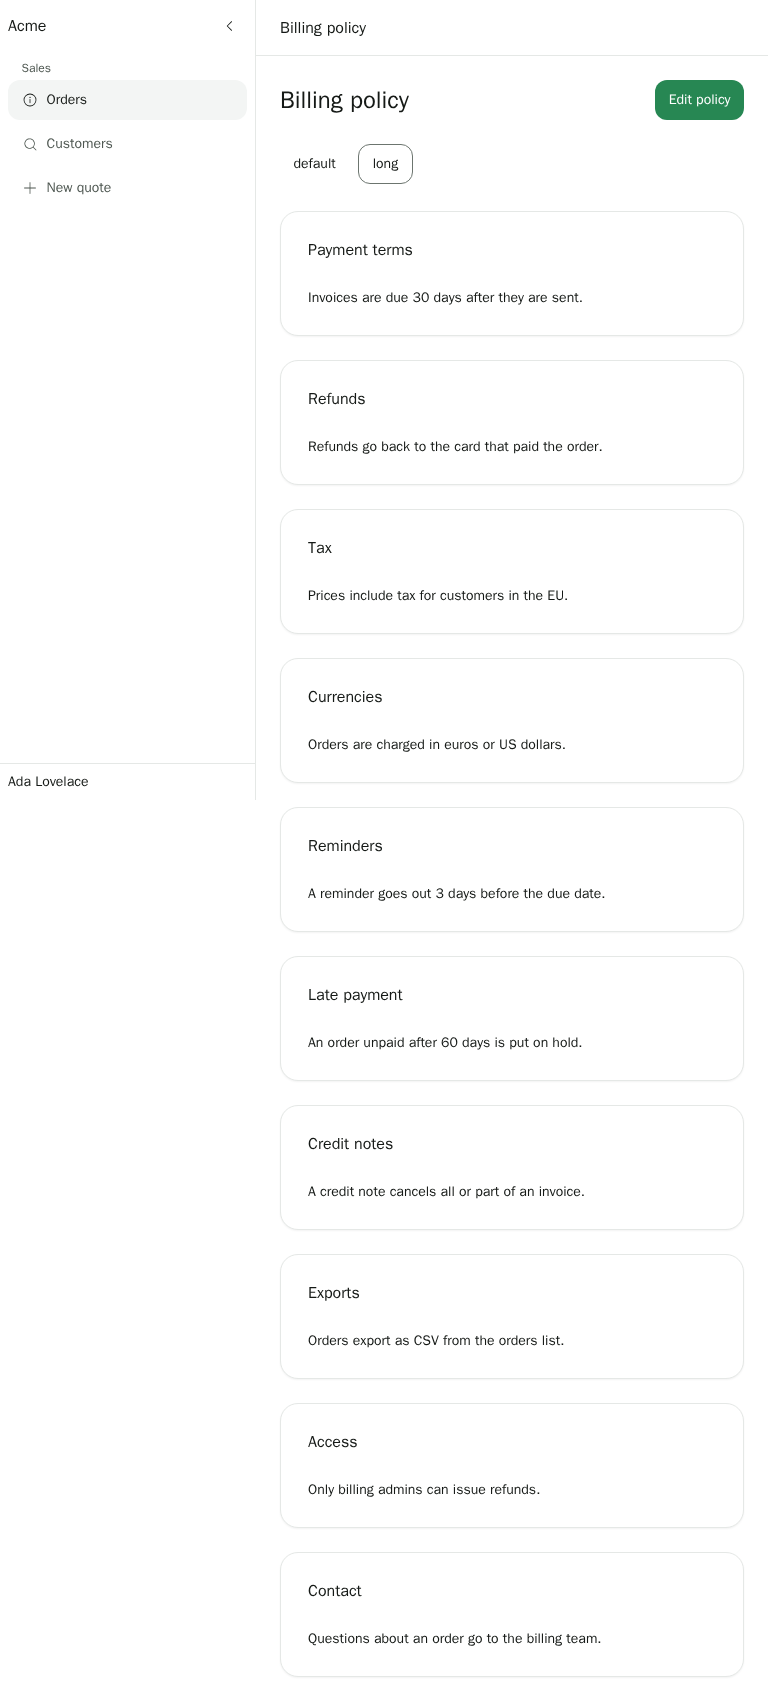 Acme
Sales
Orders
Customers
New quote
Ada Lovelace
Billing policy
Billing policy
Edit policy
default
long
Payment terms
Invoices are due 30 days after they are sent.
Refunds
Refunds go back to the card that paid the order.
Tax
Prices include tax for customers in the EU.
Currencies
Orders are charged in euros or US dollars.
Reminders
A reminder goes out 3 days before the due date.
Late payment
An order unpaid after 60 days is put on hold.
Credit notes
A credit note cancels all or part of an invoice.
Exports
Orders export as CSV from the orders list.
Access
Only billing admins can issue refunds.
Contact
Questions about an order go to the billing team.